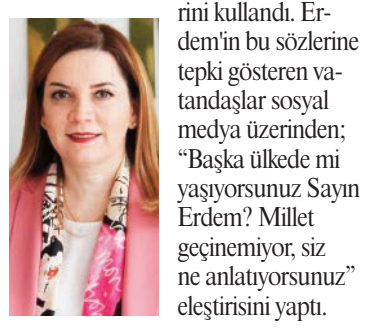 rini kullandı. Er-
dem'in bu sözlerine
tepki gösteren va-
tandaşlar sosyal
medya üzerinden;
“Başka ülkede mi
yaşıyorsunuz Sayın
Erdem? Millet
geçinemiyor, siz
ne anlatıyorsunuz”
eleştirisini yaptı.